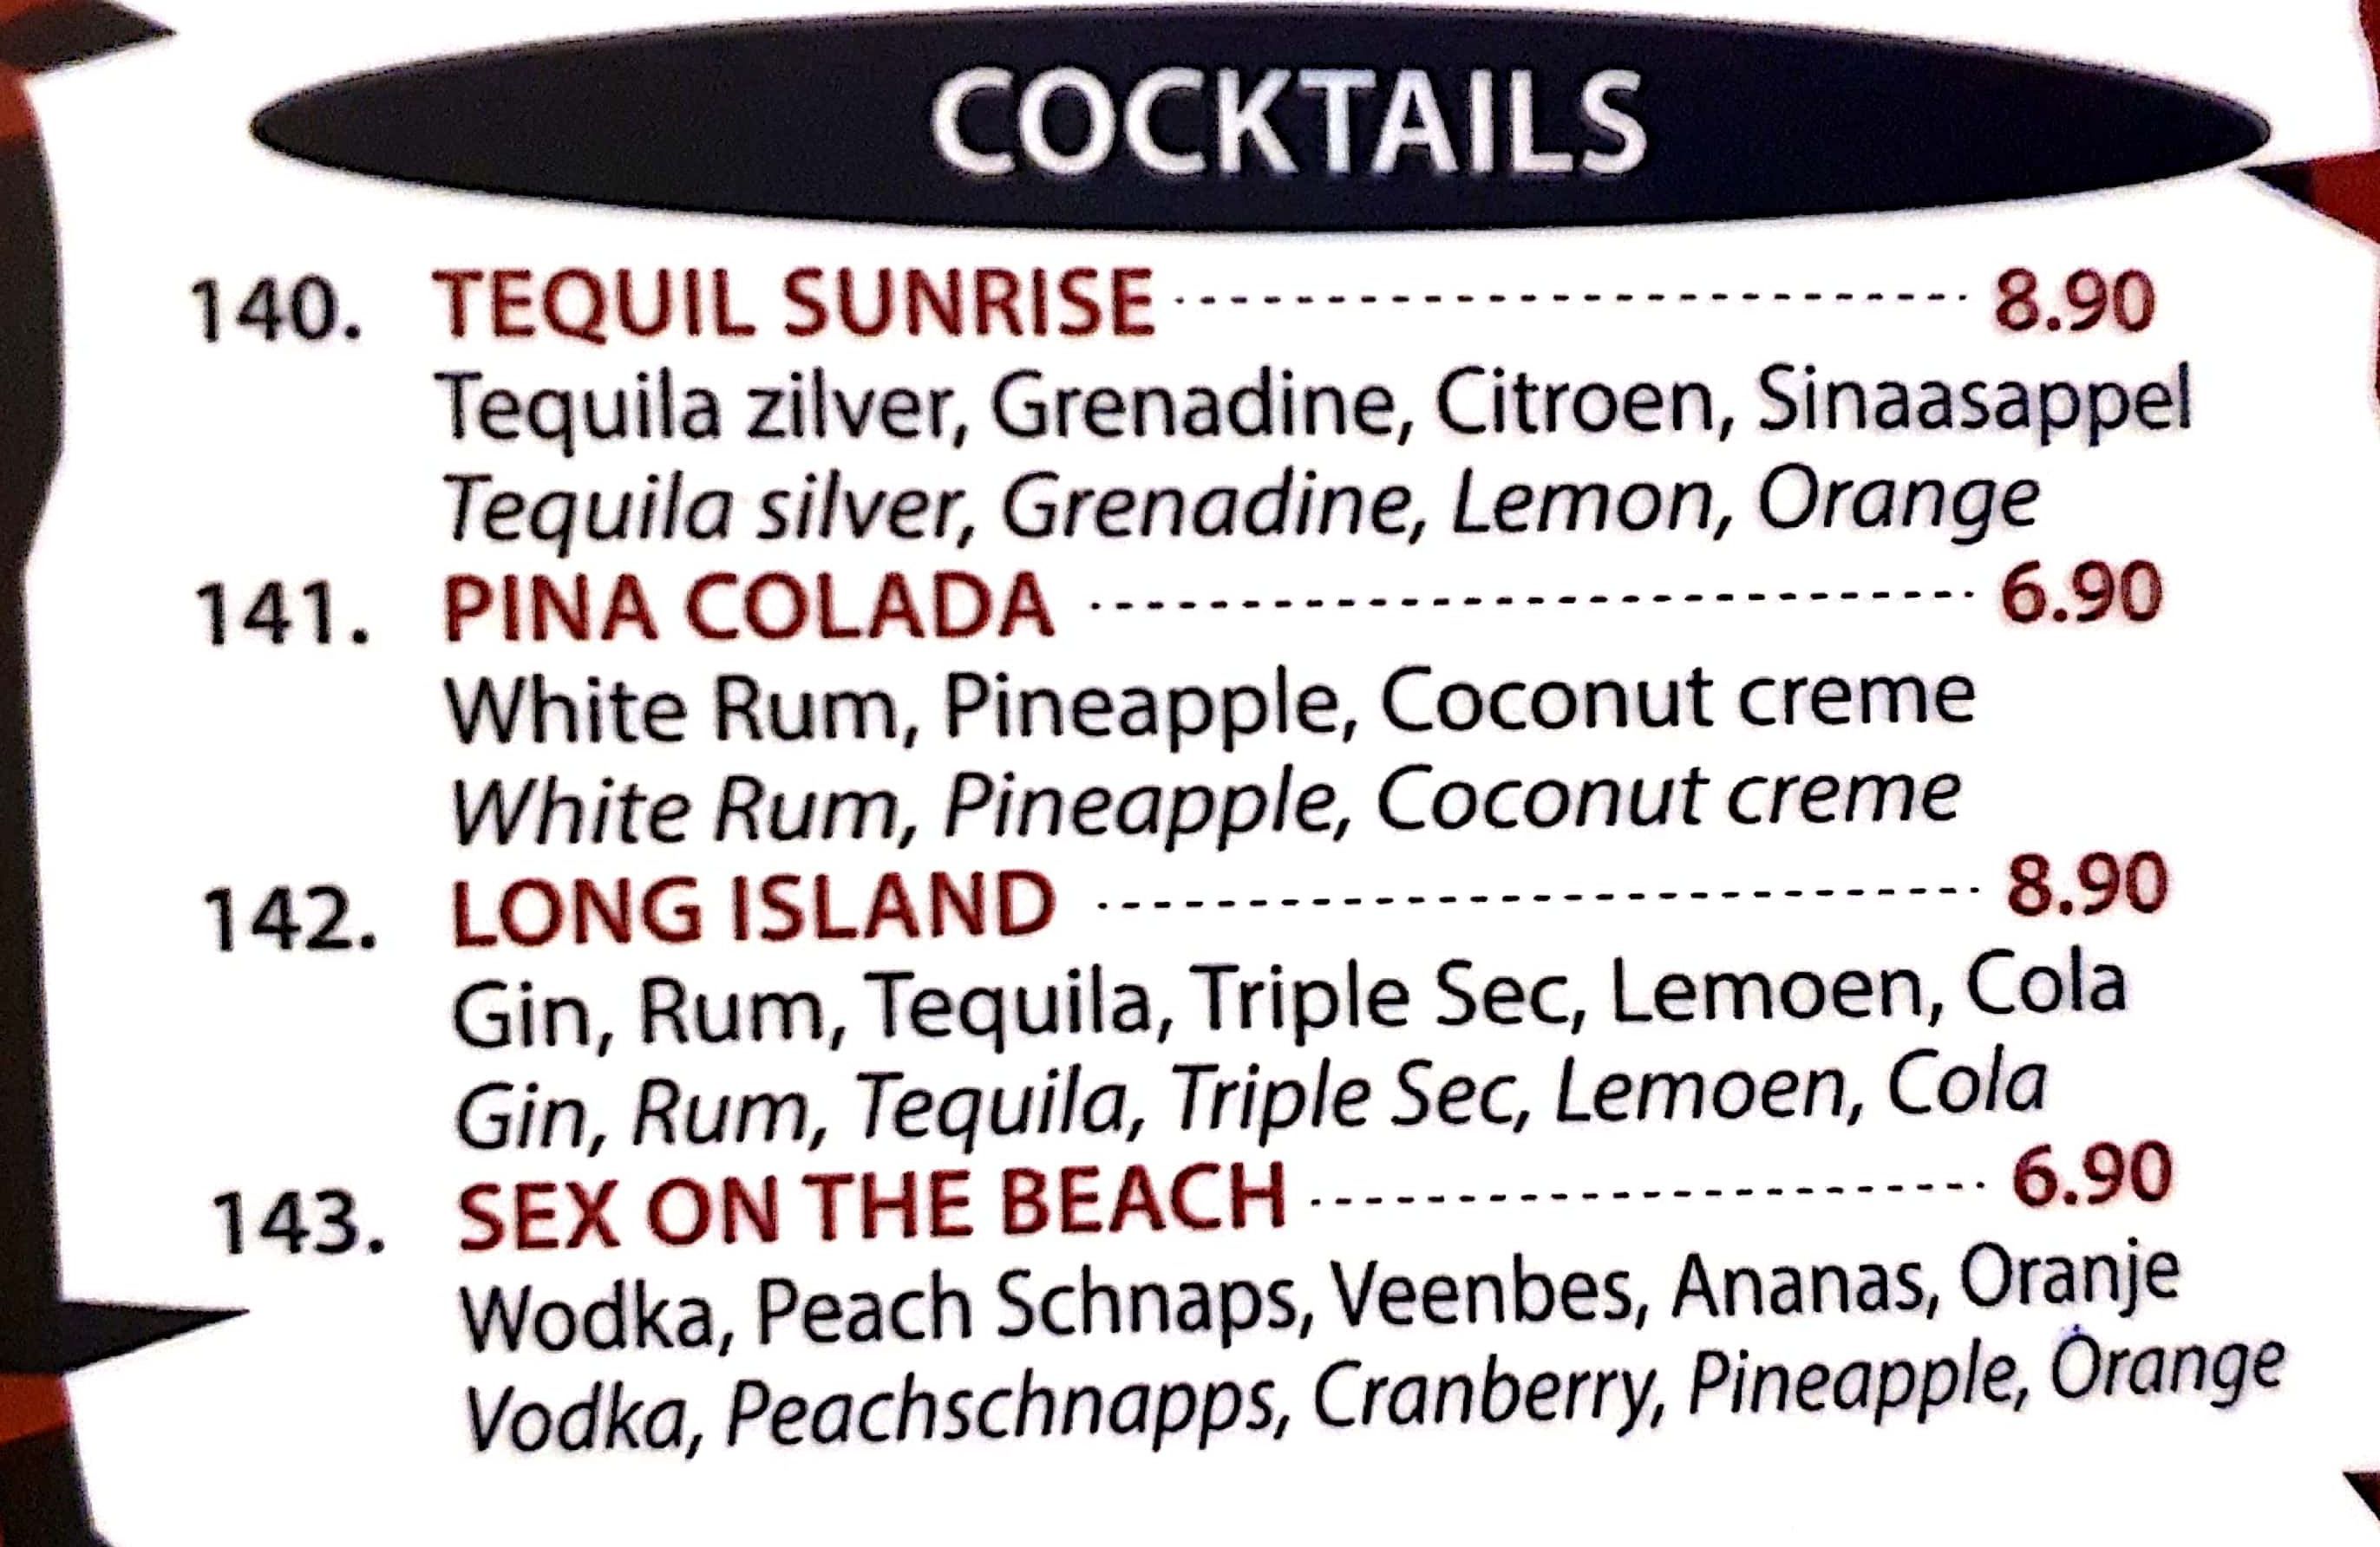 COCKTAILS
140. TEQUIL SUNRISE 8.90
Tequila zilver, Grenadine, Citroen, Sinaasappel
Tequila silver, Grenadine, Lemon, Orange
141. PINA COLADA 6.90
White Rum, Pineapple, Coconut creme
White Rum, Pineapple, Coconut creme
142. LONG ISLAND 8.90
Gin, Rum, Tequila, Triple Sec, Lemoen, Cola
Gin, Rum, Tequila, Triple Sec, Lemoen, Cola
143. SEX ON THE BEACH 6.90
Wodka, Peach Schnaps, Veenbes, Ananas, Oranje
Vodka, Peachschnapps, Cranberry, Pineapple, Orange